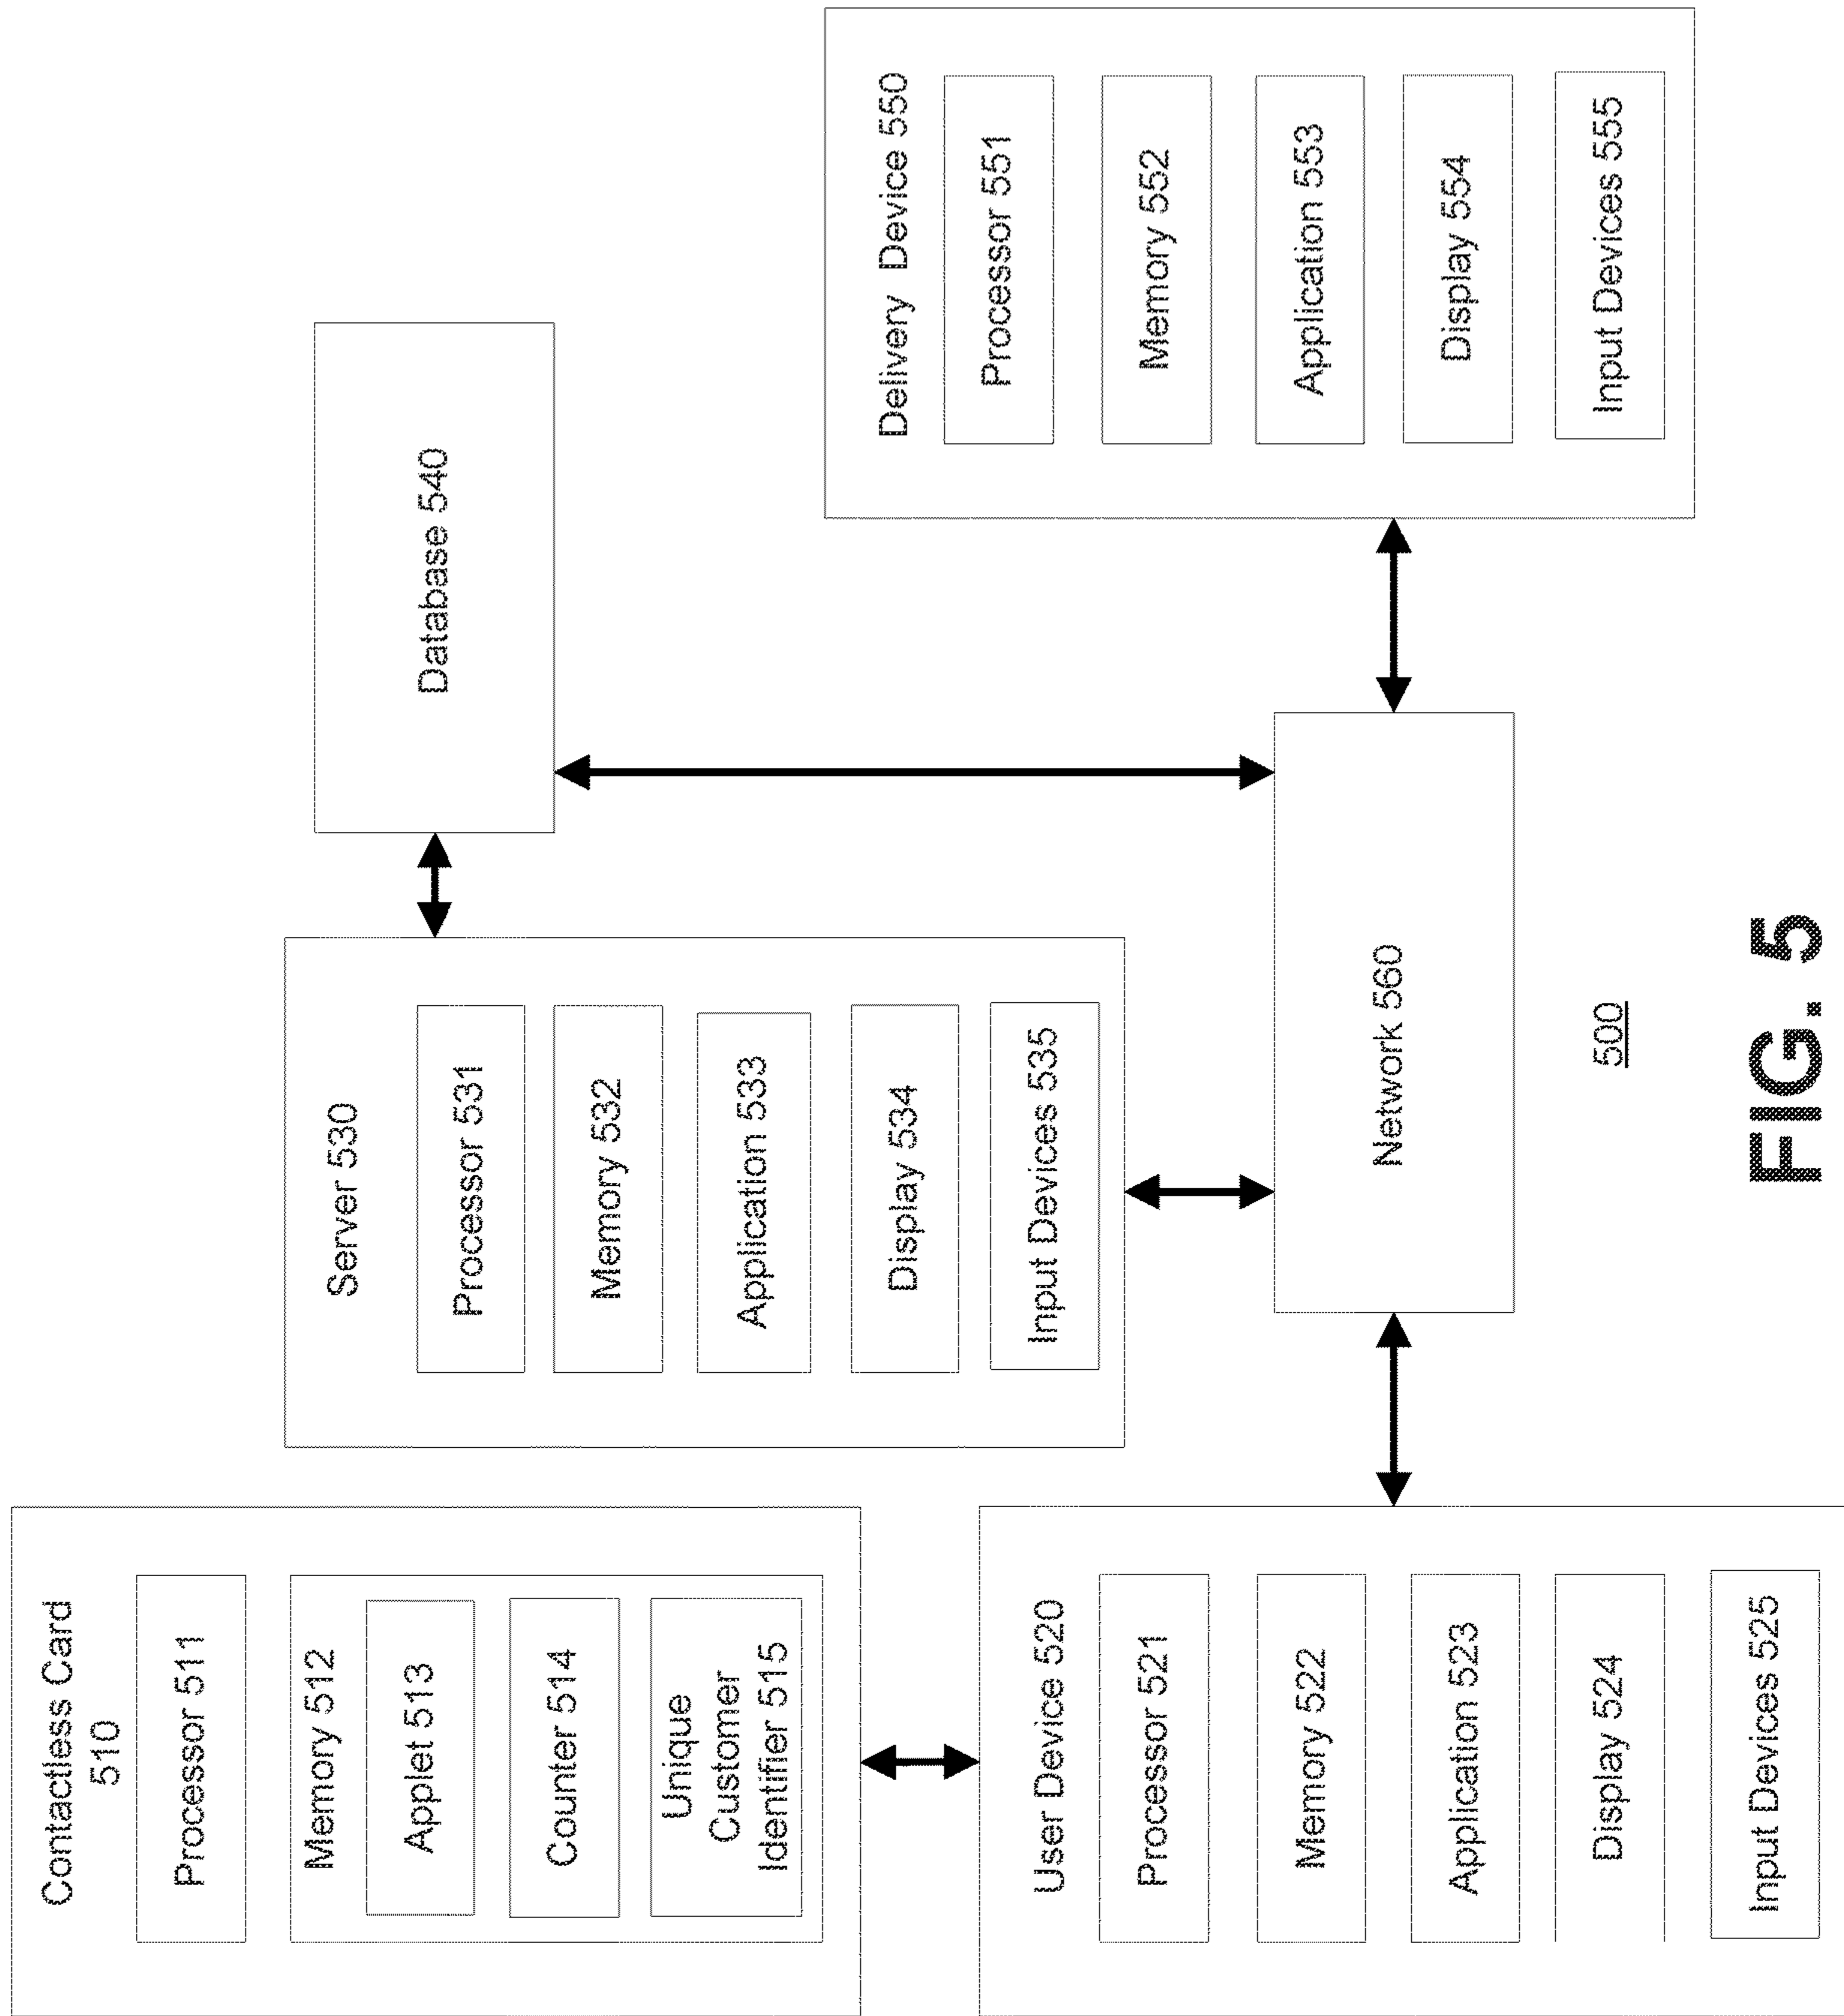 Contactless Card
510
Processor 511
Memory 512
Applet 513
Counter 514
Unique
Customer
Identifier 515
User Device 520
Processor 521
Memory 522
Application 523
Display 524
Input Devices 525
Server 530
Processor 531
Memory 532
Application 533
Display 534
Input Devices 535
Database 540
Network 560
Delivery Device 550
Processor 551
Memory 552
Application 553
Display 554
Input Devices 555
500
FIG. 5